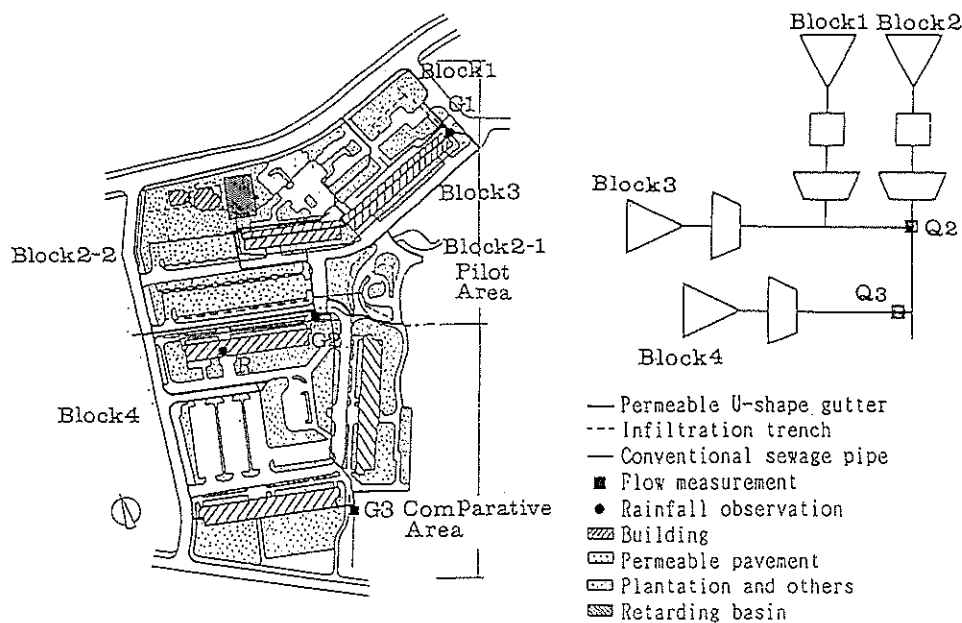 Block1
G1
Block3
Block2-2
Block2-1
Pilot
Area
G2
R
Block4
G3 ComParative
Area
Block1 Block2
Block3
Q2
Q3
Block4
Permeable U-shape gutter
Infiltration trench
Conventional sewage pipe
Flow measurement
Rainfall observation
Building
Permeable pavement
Plantation and others
Retarding basin